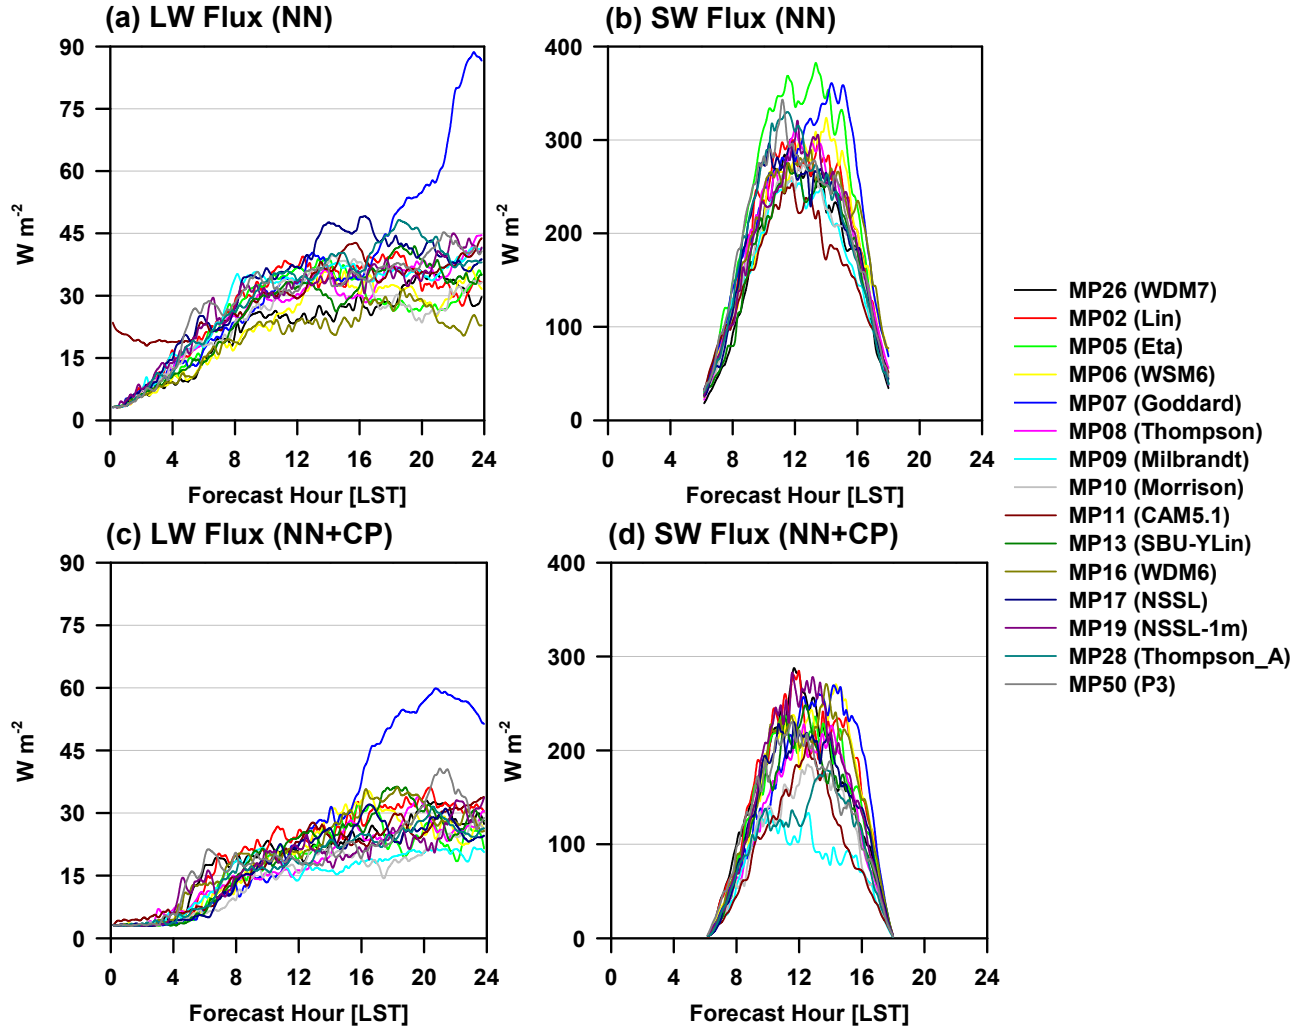 (a) LW Flux (NN)
90
75
60
45
30
15
0
W m-2
0 4 8 12 16 20 24
Forecast Hour [LST]
(b) SW Flux (NN)
400
300
200
100
0
W m-2
0 4 8 12 16 20 24
Forecast Hour [LST]
(c) LW Flux (NN+CP)
90
75
60
45
30
15
0
W m-2
0 4 8 12 16 20 24
Forecast Hour [LST]
(d) SW Flux (NN+CP)
400
300
200
100
0
W m-2
0 4 8 12 16 20 24
Forecast Hour [LST]
MP26 (WDM7)
MP02 (Lin)
MP05 (Eta)
MP06 (WSM6)
MP07 (Goddard)
MP08 (Thompson)
MP09 (Milbrandt)
MP10 (Morrison)
MP11 (CAM5.1)
MP13 (SBU-YLin)
MP16 (WDM6)
MP17 (NSSL)
MP19 (NSSL-1m)
MP28 (Thompson_A)
MP50 (P3)